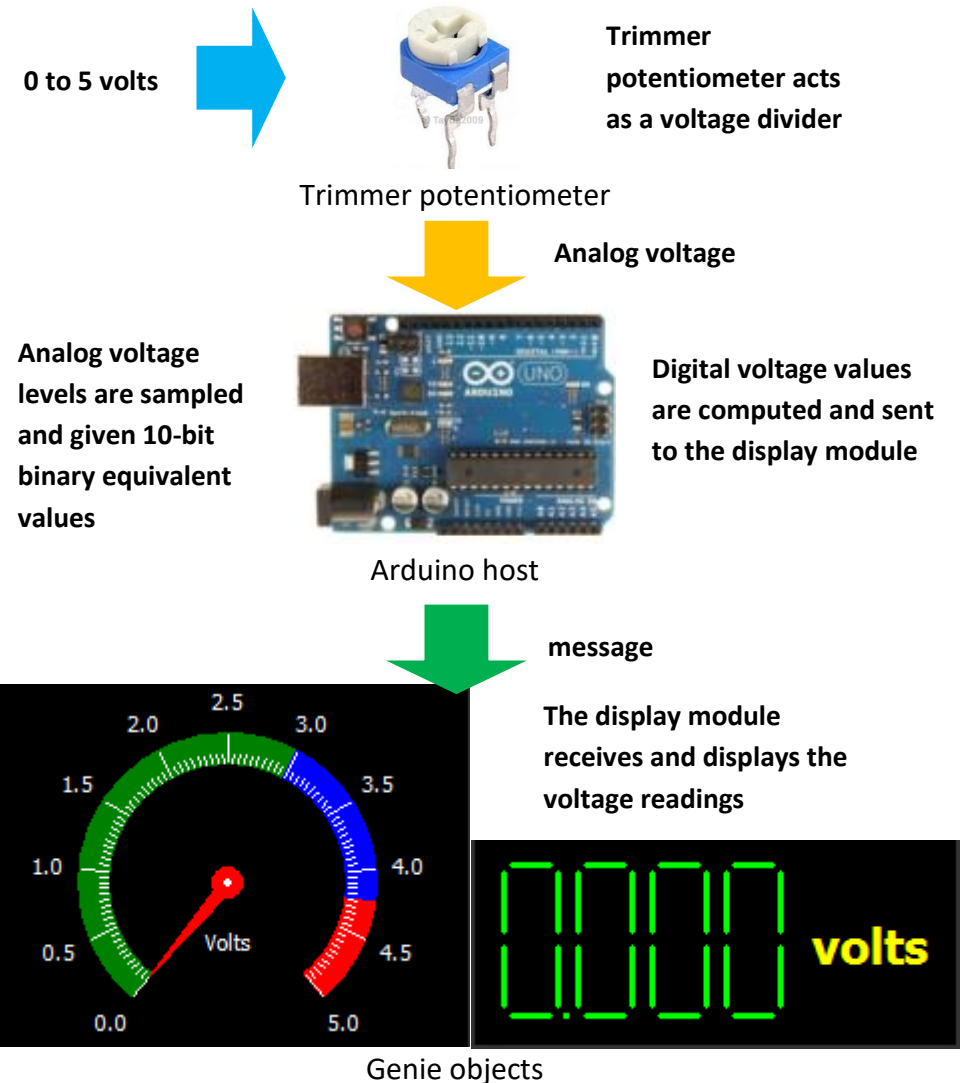 0 to 5 volts
Trimmer
potentiometer acts
as a voltage divider
Trimmer potentiometer
Analog voltage
Analog voltage
levels are sampled
and given 10-bit
binary equivalent
values
UNO
ARDUINO
Digital voltage values
are computed and sent
to the display module
Arduino host
message
The display module
receives and displays the
voltage readings
2.5
2.0
3.0
1.5
3.5
1.0
4.0
0.5
Volts
4.5
0.0
5.0
0.000
volts
Genie objects